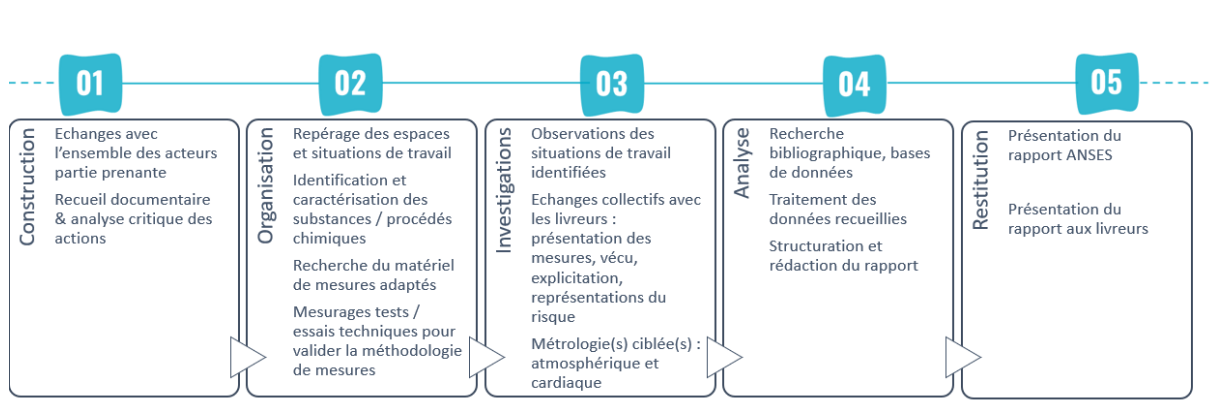 01
Construction
Echanges avec
l'ensemble des acteurs
partie prenante
Recueil documentaire
& analyse critique des
actions
02
Organisation
Repérage des espaces
et situations de travail
Identification et
caractérisation des
substances / procédés
chimiques
Recherche du matériel
de mesures adaptés
Mesurages tests /
essais techniques pour
valider la méthodologie
de mesures
03
Investigations
Observations des
situations de travail
identifiées
Echanges collectifs avec
les livreurs :
présentation des
mesures, vécu,
explicitation,
représentations du
risque
Métrologie(s) ciblée(s) :
atmosphérique et
cardiaque
04
Analyse
Recherche
bibliographique, bases
de données
Traitement des
données recueillies
Structuration et
rédaction du rapport
05
Restitution
Présentation du
rapport ANSES
Présentation du
rapport aux livreurs